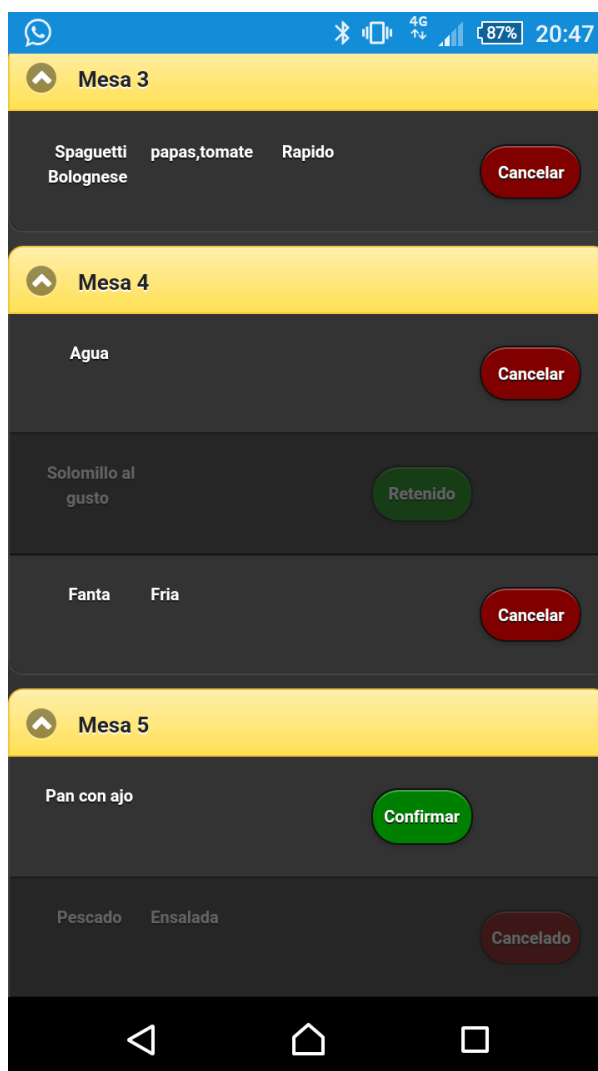 4G 87% 20:47
Mesa 3
Spaguetti papas,tomate Rapido
Bolognese
Cancelar
Mesa 4
Agua
Cancelar
Solomillo al
gusto
Retenido
Fanta Fria
Cancelar
Mesa 5
Pan con ajo
Confirmar
Pescado Ensalada
Cancelado